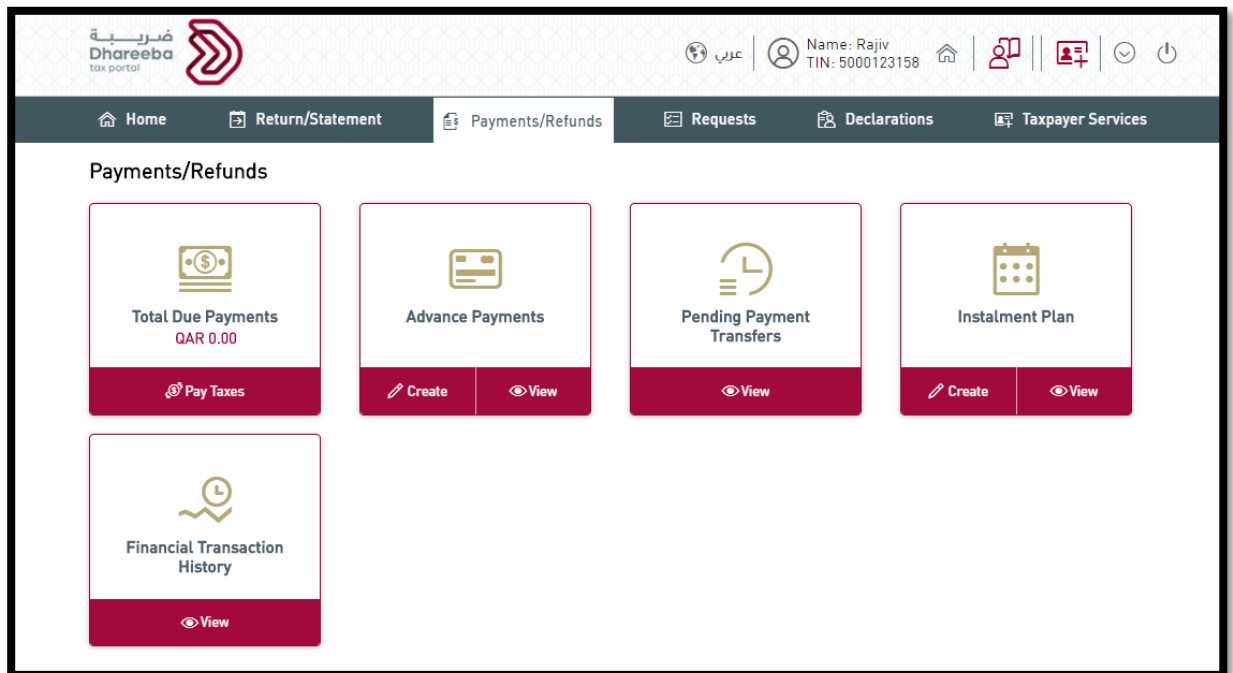 ضريبة
Dhareeba
tax portal
عربي
Name: Rajiv
TIN: 5000123158
Home
Return/Statement
Payments/Refunds
Requests
Declarations
Taxpayer Services
Payments/Refunds
Total Due Payments
QAR 0.00
Pay Taxes
Advance Payments
Create
View
Pending Payment
Transfers
View
Instalment Plan
Create
View
Financial Transaction
History
View